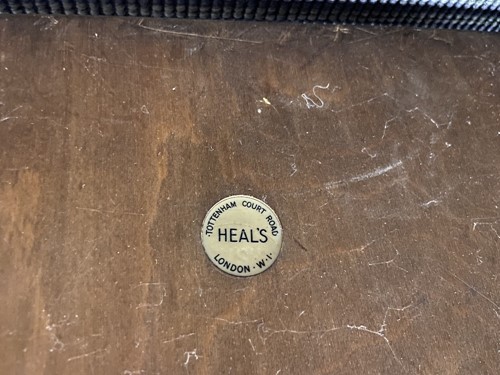 ·TOTTENHAM COURT ROAD·
HEAL'S
LONDON·W·1·